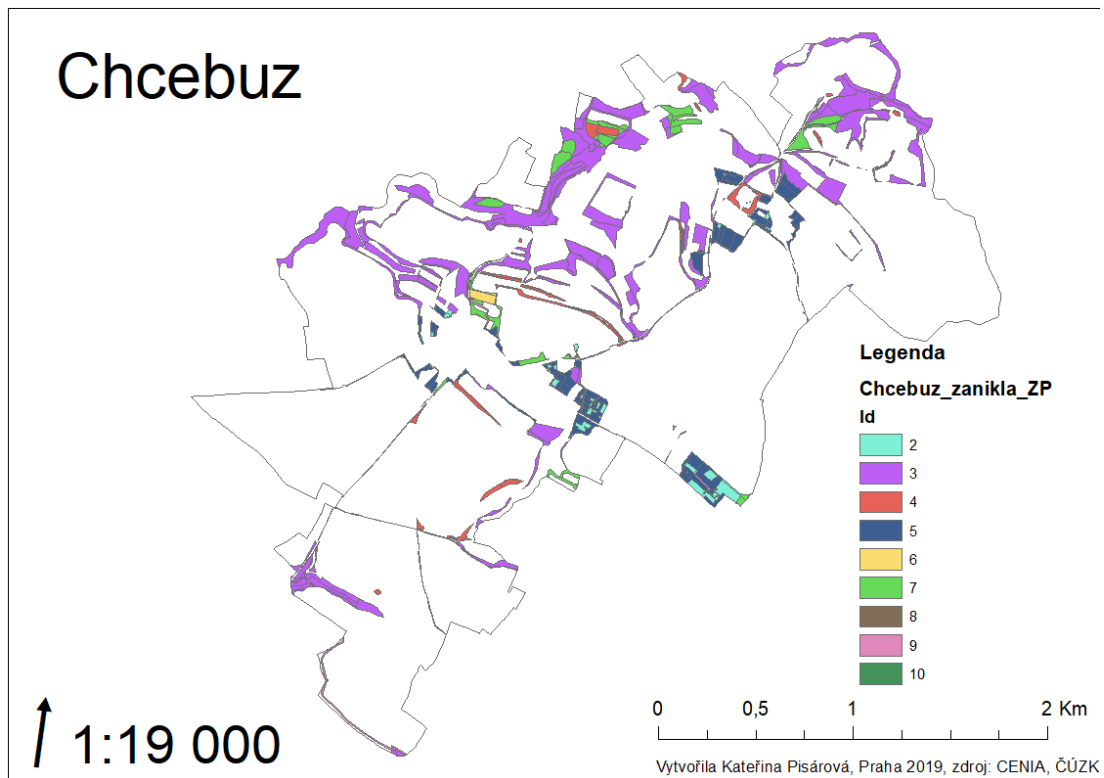 Chcebuz
Legenda
Chcebuz_zanikla_ZP
Id
2
3
4
5
6
7
8
9
10
0 0,5 1 2 Km
1:19 000
Vytvořila Kateřina Pisárová, Praha 2019, zdroj: CENIA, ČÚZK